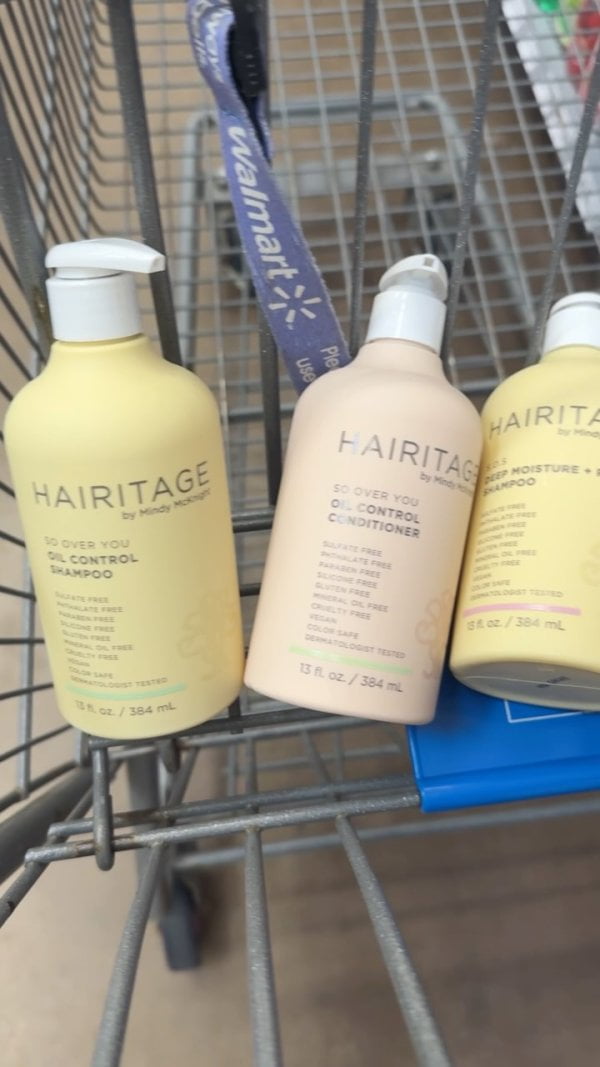 Walmart
HAIRITAGE
by Mindy McKnight
SO OVER YOU
OIL CONTROL
SHAMPOO
SULFATE FREE
PHTHALATE FREE
PARABEN FREE
SILICONE FREE
GLUTEN FREE
MINERAL OIL FREE
CRUELTY FREE
VEGAN
COLOR SAFE
DERMATOLOGIST TESTED
13 fl. oz. / 384 mL
HAIRITAGE
by Mindy McKnight
SO OVER YOU
OIL CONTROL
CONDITIONER
SULFATE FREE
PHTHALATE FREE
PARABEN FREE
SILICONE FREE
GLUTEN FREE
MINERAL OIL FREE
CRUELTY FREE
VEGAN
COLOR SAFE
DERMATOLOGIST TESTED
13 fl. oz. / 384 mL
HAIRITA
by Mindy
S.O.S
DEEP MOISTURE +
SHAMPOO
SULFATE FREE
PHTHALATE FREE
PARABEN FREE
SILICONE FREE
GLUTEN FREE
MINERAL OIL FREE
CRUELTY FREE
VEGAN
COLOR SAFE
DERMATOLOGIST TESTED
13 fl. oz. / 384 mL